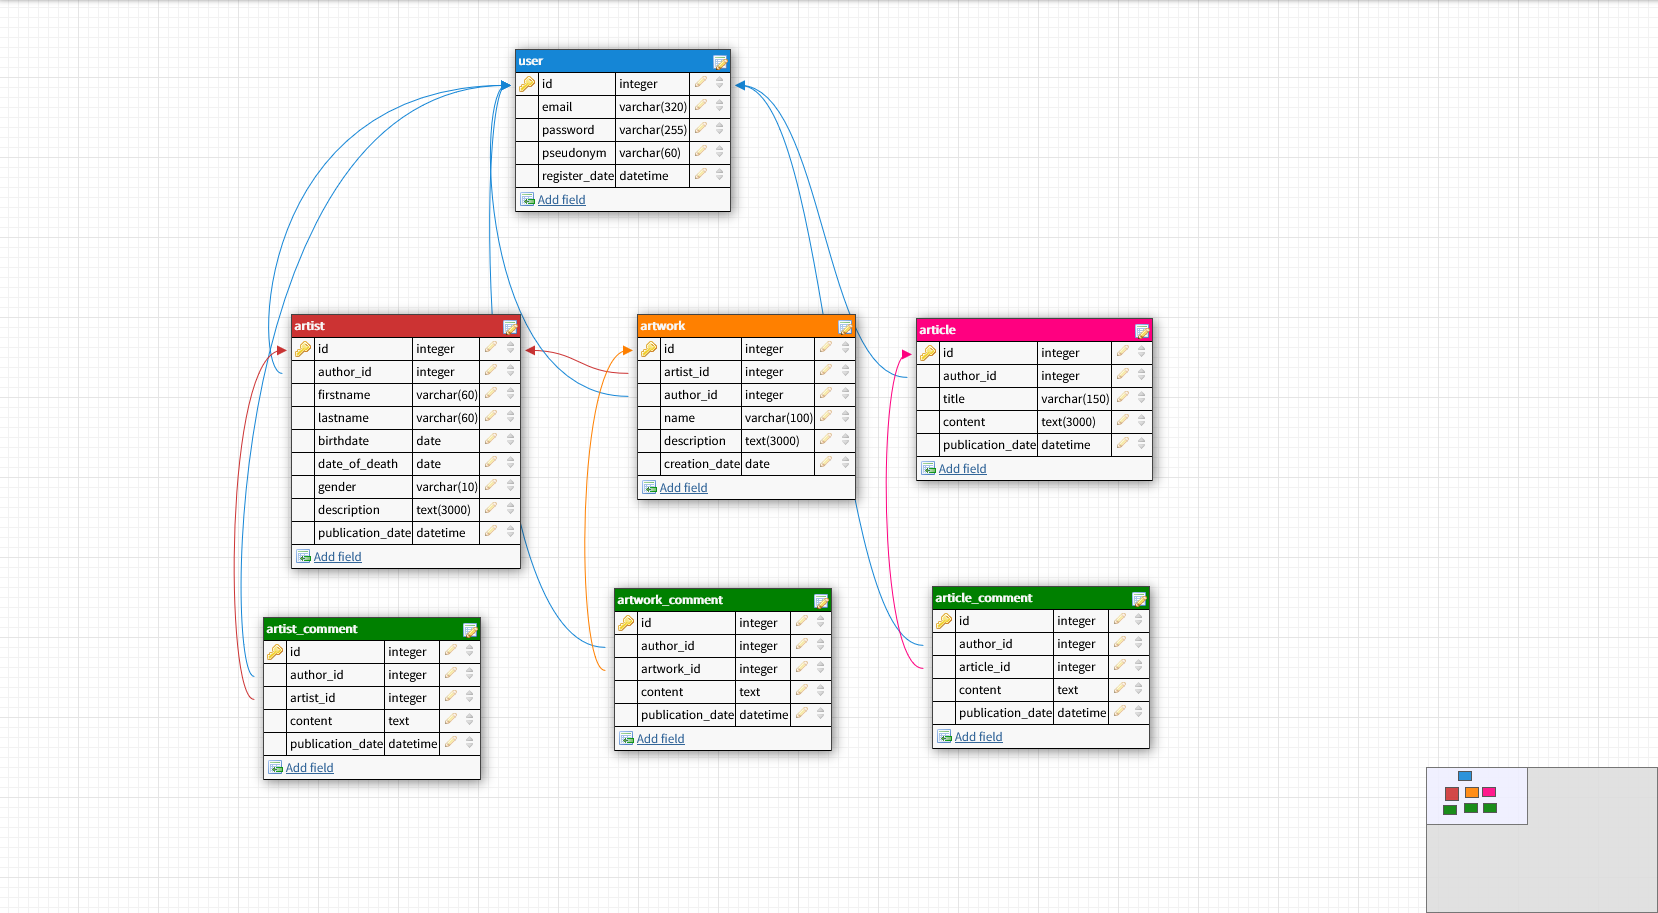 user
id integer
email varchar(320)
password varchar(255)
pseudonym varchar(60)
register_date datetime
Add field
artist
id integer
author_id integer
firstname varchar(60)
lastname varchar(60)
birthdate date
date_of_death date
gender varchar(10)
description text(3000)
publication_date datetime
Add field
artwork
id integer
artist_id integer
author_id integer
name varchar(100)
description text(3000)
creation_date date
Add field
article
id integer
author_id integer
title varchar(150)
content text(3000)
publication_date datetime
Add field
artist_comment
id integer
author_id integer
artist_id integer
content text
publication_date datetime
Add field
artwork_comment
id integer
author_id integer
artwork_id integer
content text
publication_date datetime
Add field
article_comment
id integer
author_id integer
article_id integer
content text
publication_date datetime
Add field